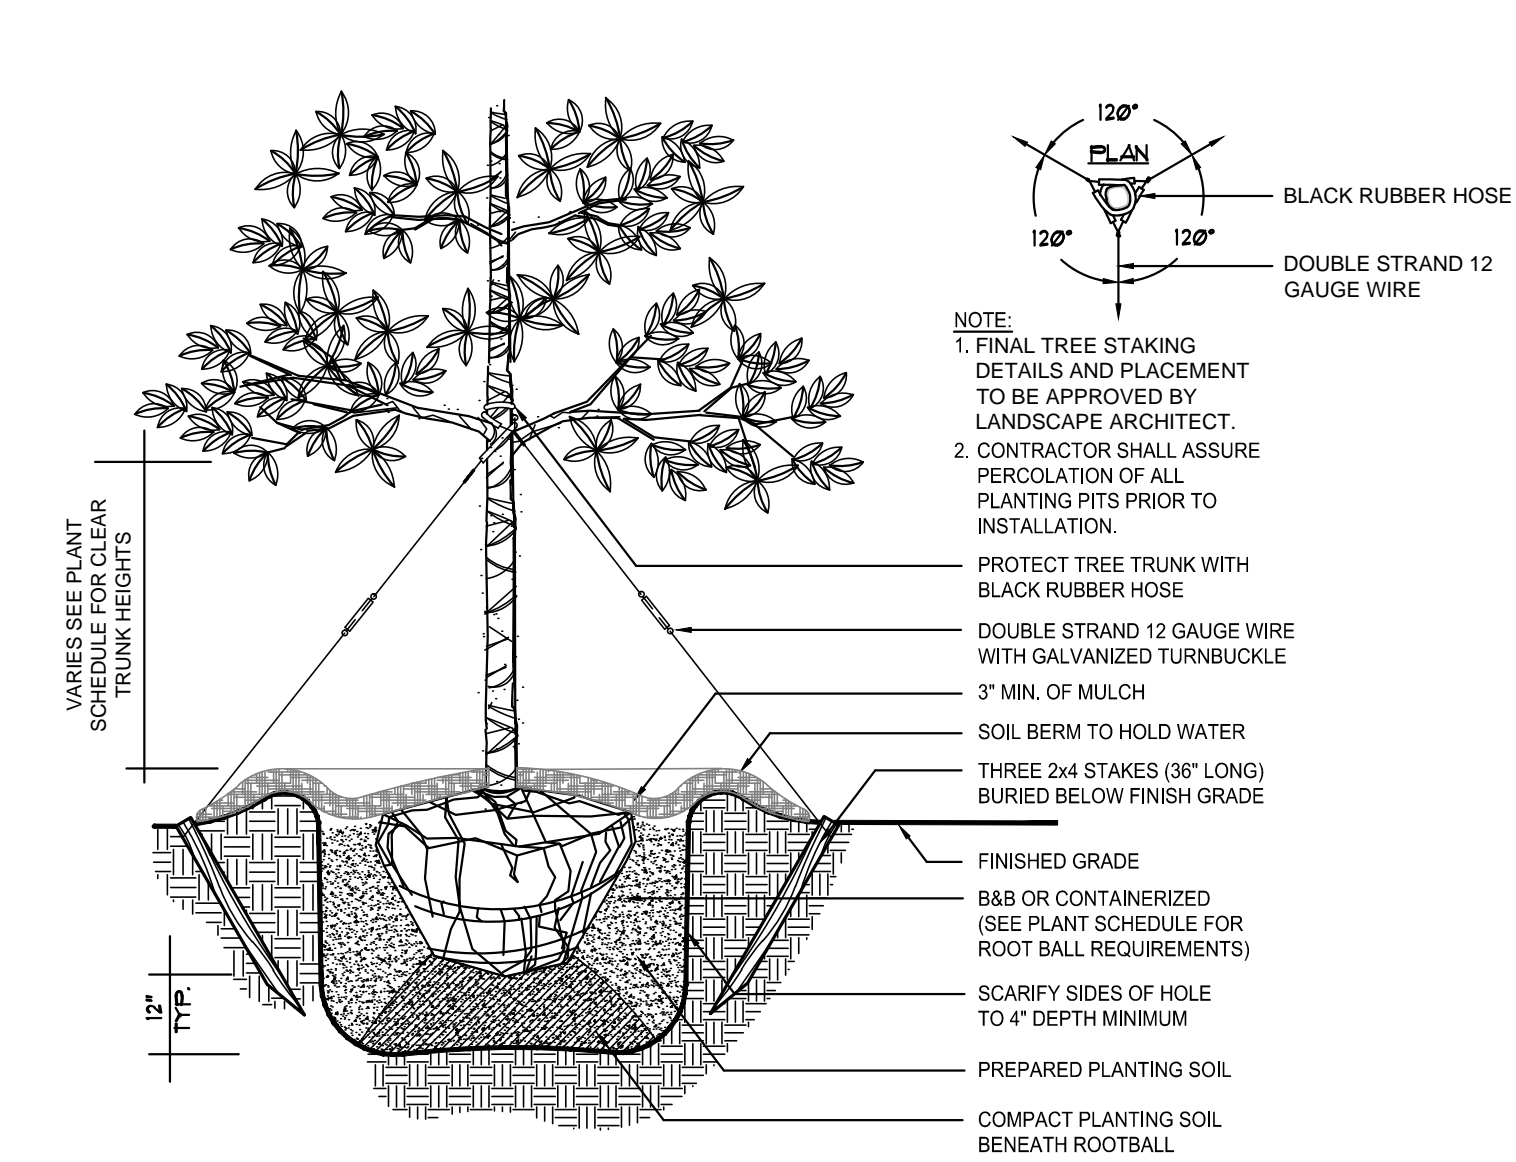 120°
PLAN
BLACK RUBBER HOSE
120°
120°
DOUBLE STRAND 12
GAUGE WIRE
NOTE:
1. FINAL TREE STAKING
DETAILS AND PLACEMENT
TO BE APPROVED BY
LANDSCAPE ARCHITECT.
2. CONTRACTOR SHALL ASSURE
PERCOLATION OF ALL
PLANTING PITS PRIOR TO
INSTALLATION.
PROTECT TREE TRUNK WITH
BLACK RUBBER HOSE
DOUBLE STRAND 12 GAUGE WIRE
WITH GALVANIZED TURNBUCKLE
3" MIN. OF MULCH
SOIL BERM TO HOLD WATER
THREE 2x4 STAKES (36" LONG)
BURIED BELOW FINISH GRADE
FINISHED GRADE
B&B OR CONTAINERIZED
(SEE PLANT SCHEDULE FOR
ROOT BALL REQUIREMENTS)
SCARIFY SIDES OF HOLE
TO 4" DEPTH MINIMUM
PREPARED PLANTING SOIL
COMPACT PLANTING SOIL
BENEATH ROOTBALL
VARIES SEE PLANT
SCHEDULE FOR CLEAR
TRUNK HEIGHTS
12"
TYP.